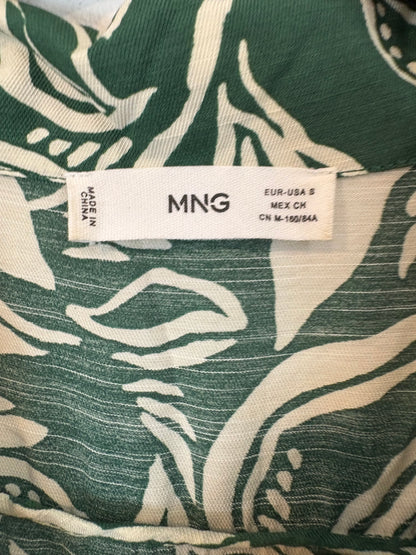 MADE IN
CHINA
MNG
EUR-USA S
MEX CH
CN M-160/84A